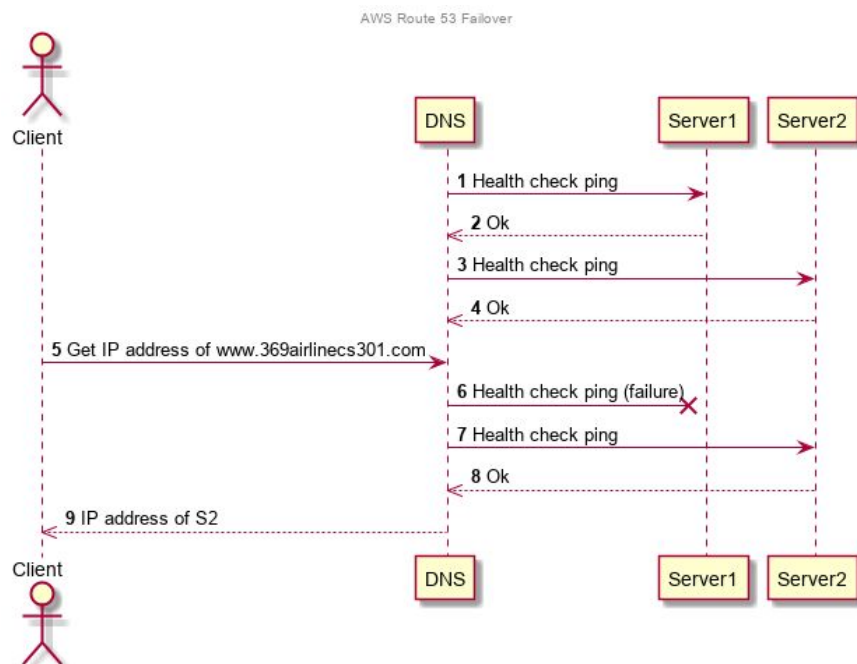 AWS Route 53 Failover
Client
DNS
Server1
Server2
1 Health check ping
2 Ok
3 Health check ping
4 Ok
5 Get IP address of www.369airlinecs301.com
6 Health check ping (failure)
7 Health check ping
8 Ok
9 IP address of S2
Client
DNS
Server1
Server2